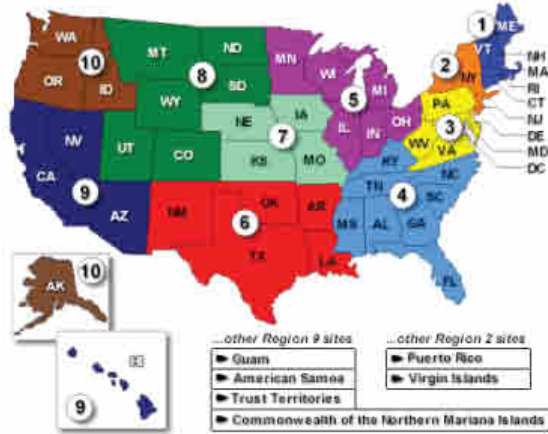 1
ME
WA
VT
MT
ND
MN
NH
10
2
MA
OR
8
WI
NY
RI
ID
SD
MI
CT
WY
5
PA
NJ
IA
3
DE
NE
OH
NV
7
IL
IN
WV
MD
UT
VA
DC
CO
KS
MO
KY
CA
NC
9
TN
4
SC
AZ
NM
OK
AR
6
MS
AL
GA
TX
LA
10
FL
AK
...other Region 9 sites
...other Region 2 sites
Guam
Puerto Rico
American Samoa
Virgin Islands
Trust Territories
9
Commonwealth of the Northern Mariana Islands